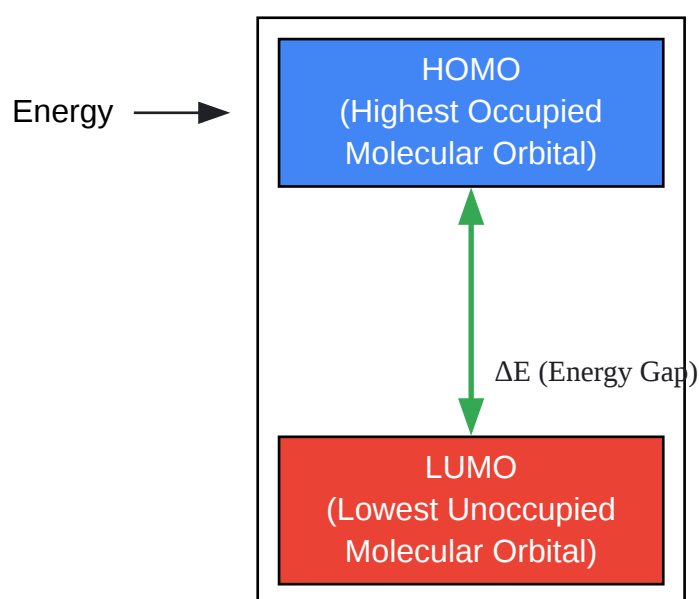 HOMO
(Highest Occupied
Molecular Orbital)
Energy
ΔE (Energy Gap)
LUMO
(Lowest Unoccupied
Molecular Orbital)